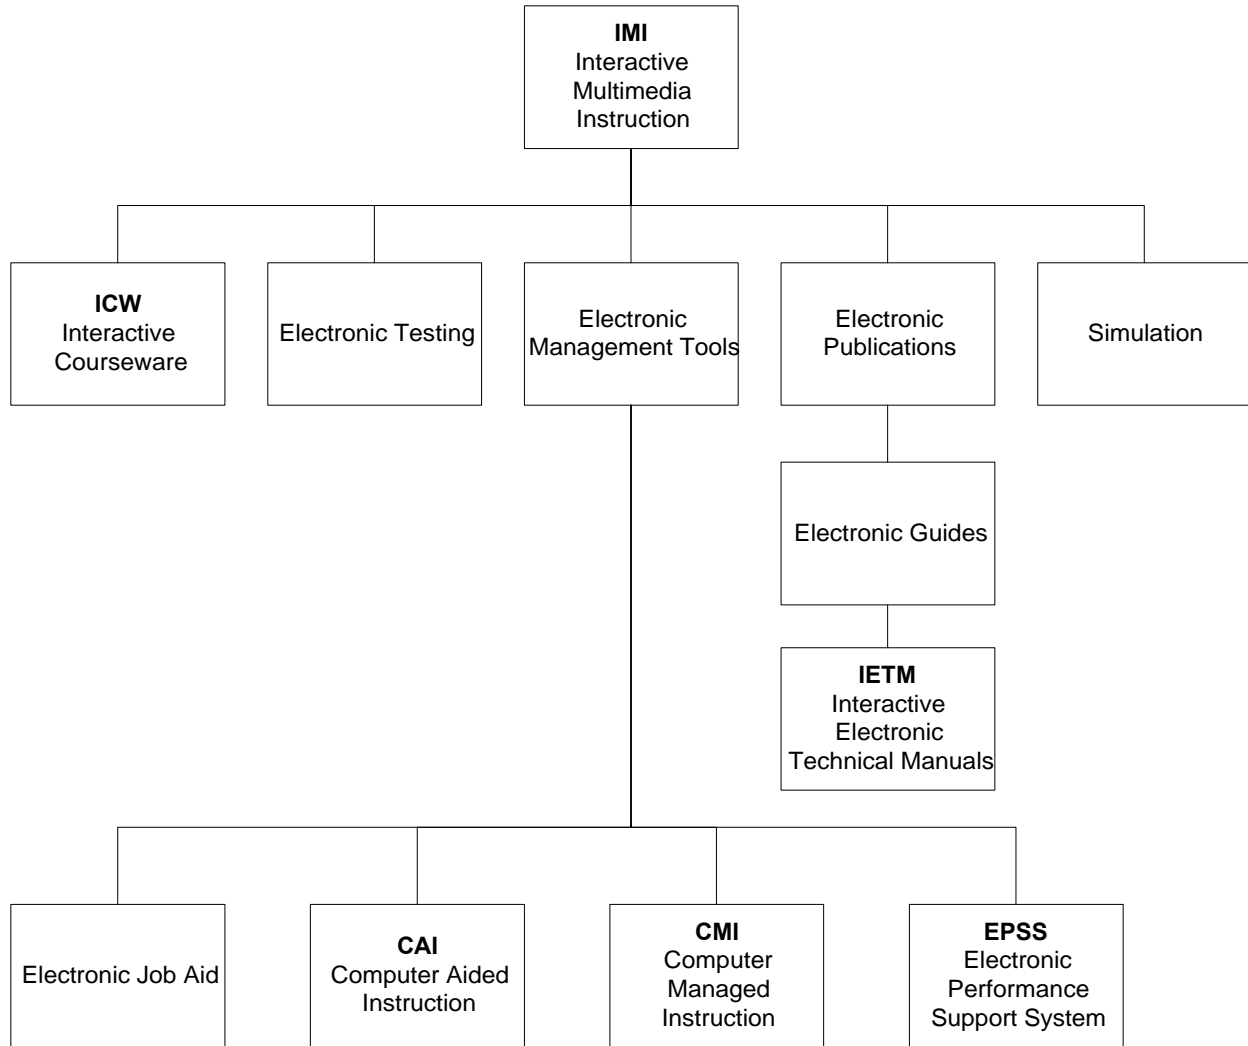 IMI
Interactive
Multimedia
Instruction
ICW
Interactive
Courseware
Electronic Testing
Electronic
Management Tools
Electronic
Publications
Simulation
Electronic Guides
IETM
Interactive
Electronic
Technical Manuals
Electronic Job Aid
CAI
Computer Aided
Instruction
CMI
Computer
Managed
Instruction
EPSS
Electronic
Performance
Support System